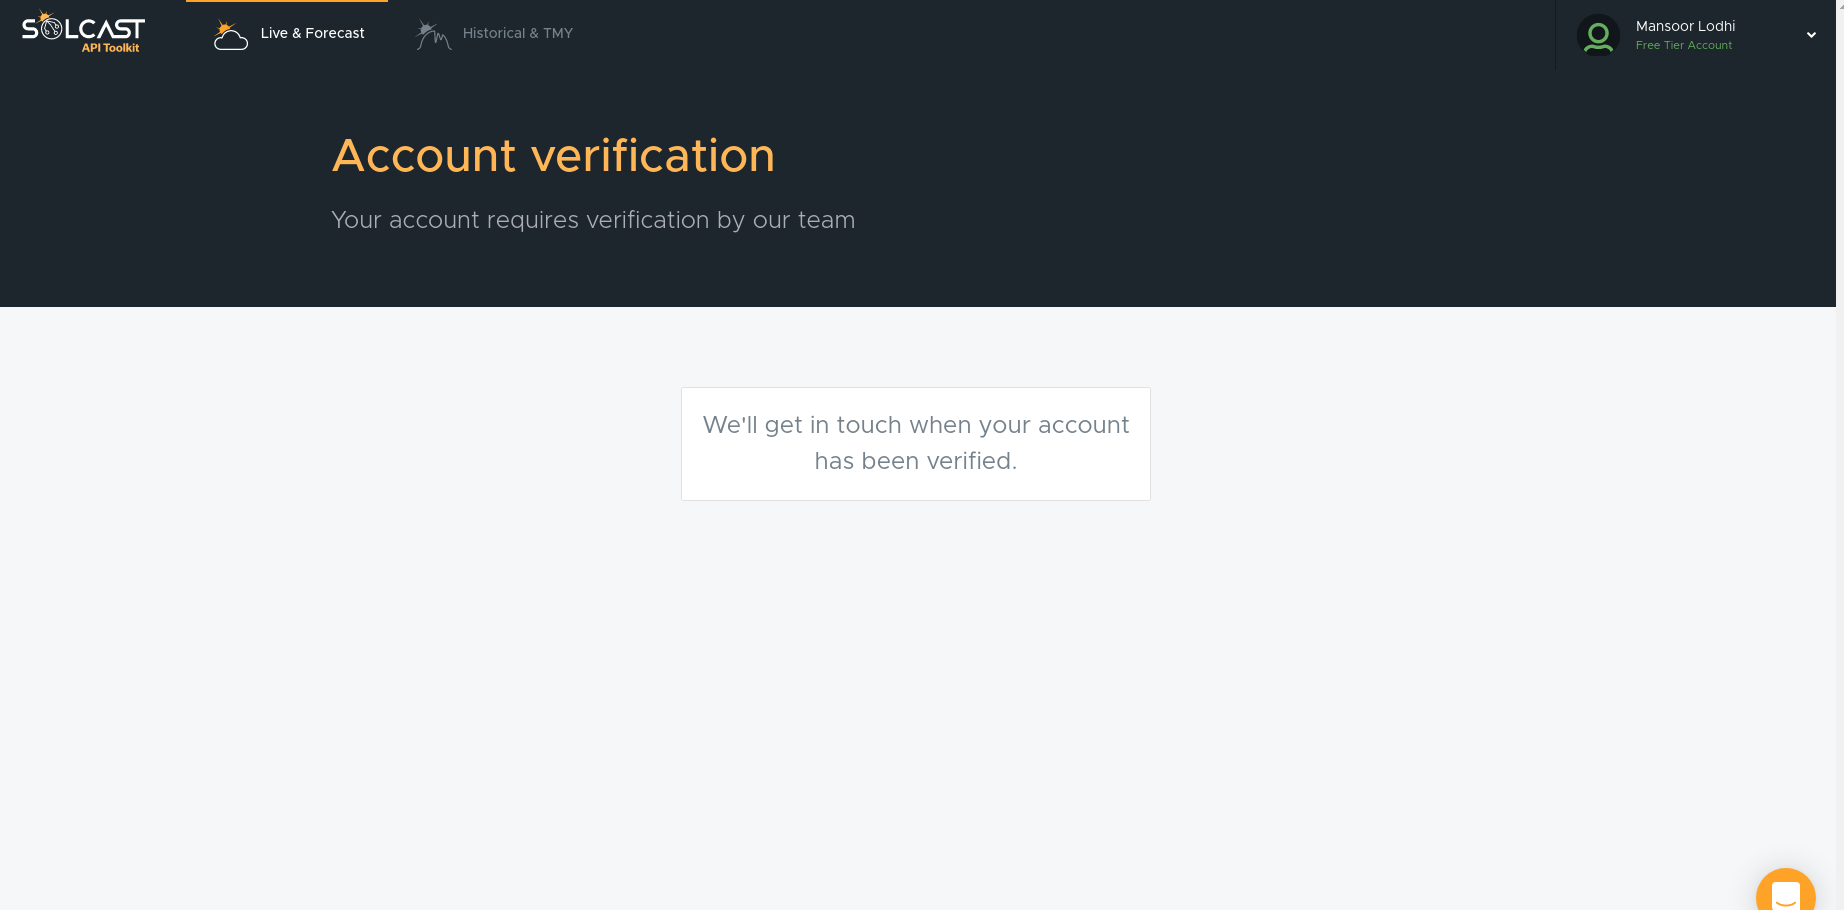 SOLCAST
API Toolkit
Live & Forecast
Historical & TMY
Mansoor Lodhi
Free Tier Account
Account verification
Your account requires verification by our team
We'll get in touch when your account
has been verified.